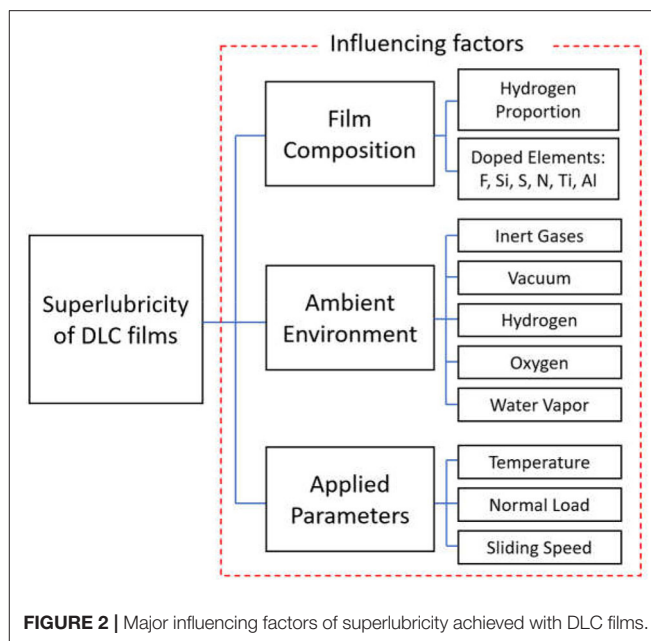 Influencing factors
Superlubricity
of DLC films
Film
Composition
Hydrogen
Proportion
Doped Elements:
F, Si, S, N, Ti, Al
Ambient
Environment
Inert Gases
Vacuum
Hydrogen
Oxygen
Water Vapor
Applied
Parameters
Temperature
Normal Load
Sliding Speed
FIGURE 2 | Major influencing factors of superlubricity achieved with DLC films.